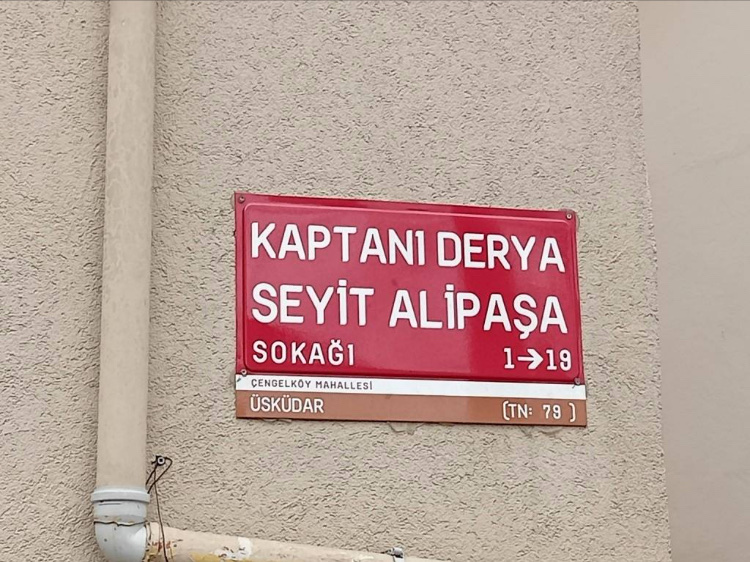 KAPTANI DERYA
SEYİT ALİPAŞA
SOKAĞI 1→19
ÇENGELKÖY MAHALLESİ
ÜSKÜDAR (TN: 79 )